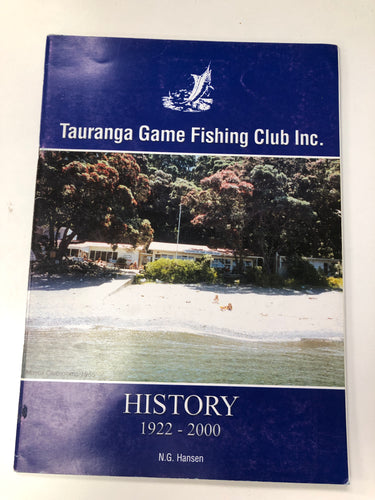 Tauranga Game Fishing Club Inc.
HISTORY
1922 - 2000
N.G. Hansen